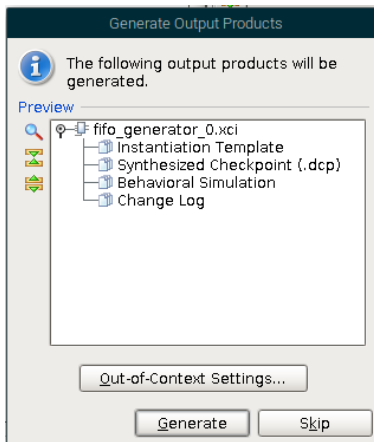 Generate Output Products
The following output products will be
generated.
Preview
fifo_generator_0.xci
Instantiation Template
Synthesized Checkpoint (.dcp)
Behavioral Simulation
Change Log
Out-of-Context Settings...
Generate
Skip